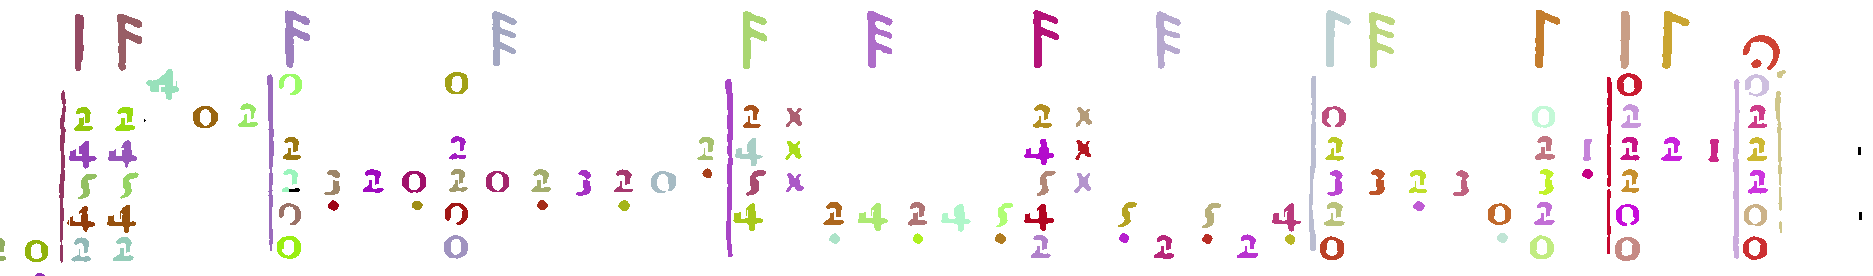 4 0 0 0 0
2 2 0 2 2 x 2 x 0 0 2 2
4 4 2 2 2 4 x 4 x 2 2 1 2 2 1 2
5 5 2 3 2 0 2 0 2 3 2 0 5 x 5 x 3 3 2 3 3 2 2
4 4 0 0 4 2 4 2 4 5 4 5 5 4 2 0 2 0 0
0 2 2 0 0 2 2 2 0 0 0 0